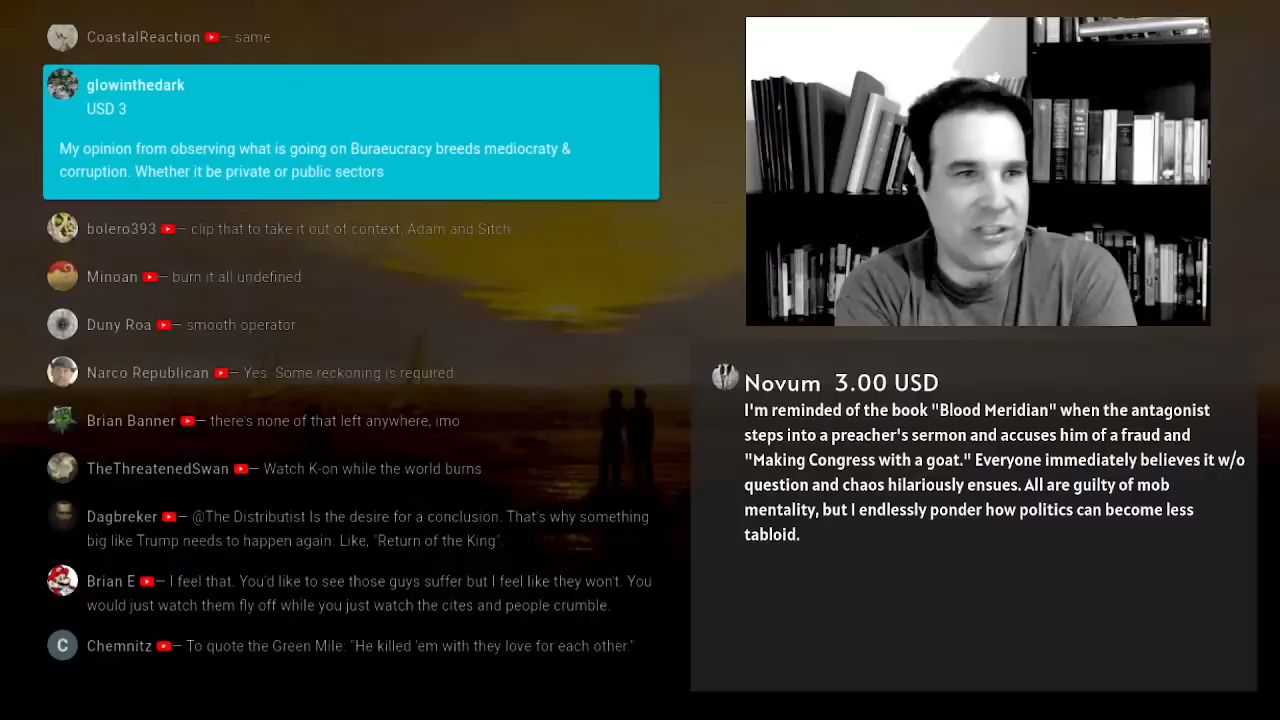 CoastalReaction — same
glowinthedark
USD 3
My opinion from observing what is going on Buraeucracy breeds mediocraty &
corruption. Whether it be private or public sectors
bolero393 — clip that to take it out of context, Adam and Sitch
Minoan — burn it all undefined
Duny Roa — smooth operator
Narco Republican — Yes. Some reckoning is required
Brian Banner — there's none of that left anywhere, imo
TheThreatenedSwan — Watch K-on while the world burns
Dagbreker — @The Distributist Is the desire for a conclusion. That's why something
big like Trump needs to happen again. Like, "Return of the King".
Brian E — I feel that. You'd like to see those guys suffer but I feel like they won't. You
would just watch them fly off while you just watch the cites and people crumble.
C Chemnitz — To quote the Green Mile: "He killed 'em with they love for each other."
Novum 3.00 USD
I'm reminded of the book "Blood Meridian" when the antagonist
steps into a preacher's sermon and accuses him of a fraud and
"Making Congress with a goat." Everyone immediately believes it w/o
question and chaos hilariously ensues. All are guilty of mob
mentality, but I endlessly ponder how politics can become less
tabloid.